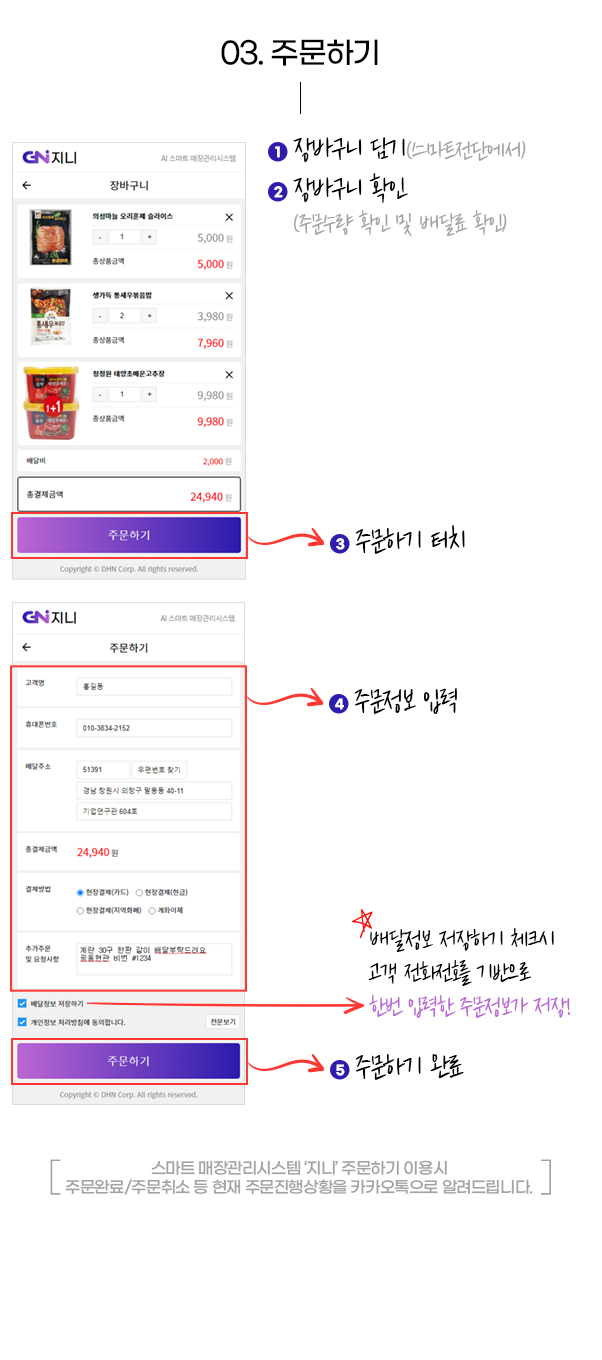 03. 주문하기
GNi 지니
AI 스마트 매장관리시스템
← 장바구니
의성마늘 오리훈제 슬라이스 ×
- 1 + 5,000 원
총상품금액 5,000 원
생가득 통새우볶음밥 ×
- 2 + 3,980 원
총상품금액 7,960 원
청정원 태양초매운고추장 ×
1+1
- 1 + 9,980 원
총상품금액 9,980 원
배달비 2,000 원
총결제금액 24,940 원
주문하기
Copyright © DHN Corp. All rights reserved.
1 장바구니 담기(스마트전단에서)
2 장바구니 확인
(주문수량 확인 및 배달료 확인)
3 주문하기 터치
GNi 지니
AI 스마트 매장관리시스템
← 주문하기
고객명 홍길동
휴대폰번호 010-3834-2152
배달주소 51391 우편번호 찾기
경남 창원시 의창구 팔용동 40-11
기업연구관 604호
총결제금액 24,940 원
결제방법 현장결제(카드) 현장결제(현금)
현장결제(지역화폐) 계좌이체
추가주문 계란 30구 한판 같이 배달부탁드려요
및 요청사항 공동현관 비번 #1234
배달정보 저장하기
개인정보 처리방침에 동의합니다. 전문보기
주문하기
Copyright © DHN Corp. All rights reserved.
4 주문정보 입력
배달정보 저장하기 체크시
고객 전화전호를 기반으로
한번 입력한 주문정보가 저장!
5 주문하기 완료
스마트 매장관리시스템 '지니' 주문하기 이용시
주문완료/주문취소 등 현재 주문진행상황을 카카오톡으로 알려드립니다.